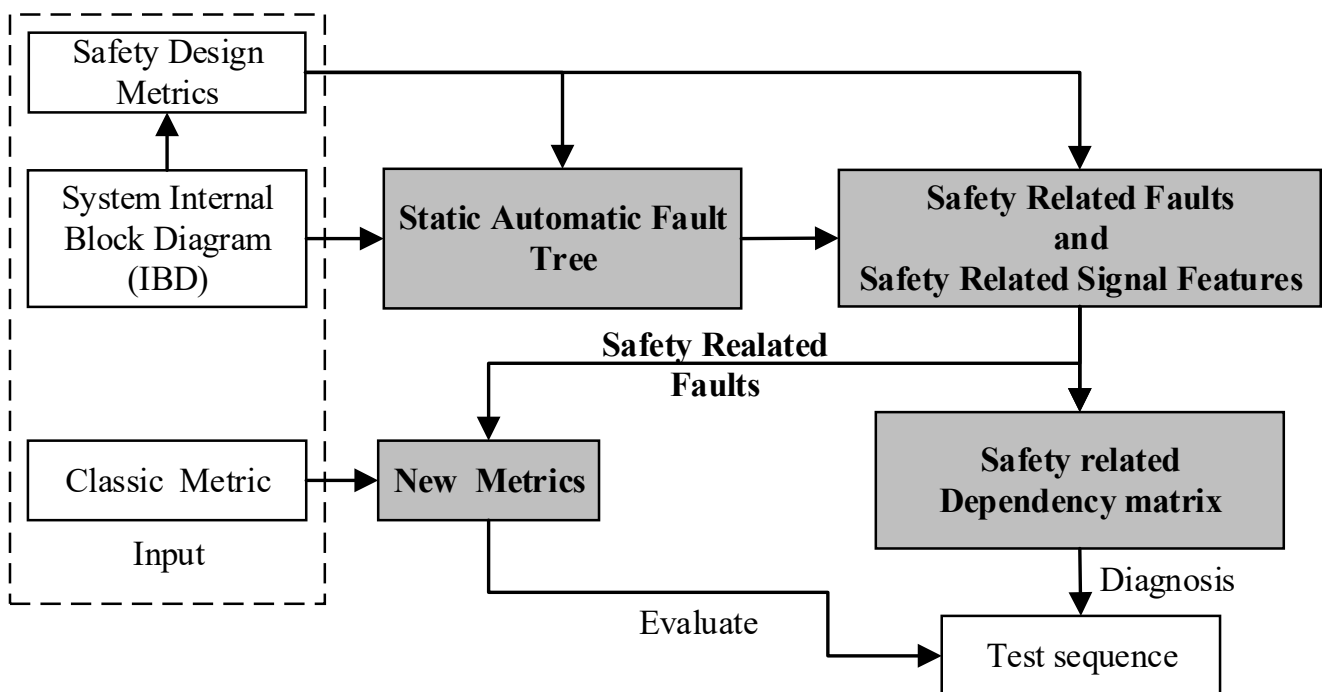 Safety Design
Metrics
System Internal
Block Diagram
(IBD)
Static Automatic Fault
Tree
Safety Related Faults
and
Safety Related Signal Features
Safety Realated
Faults
Classic Metric
New Metrics
Safety related
Dependency matrix
Input
Diagnosis
Evaluate
Test sequence